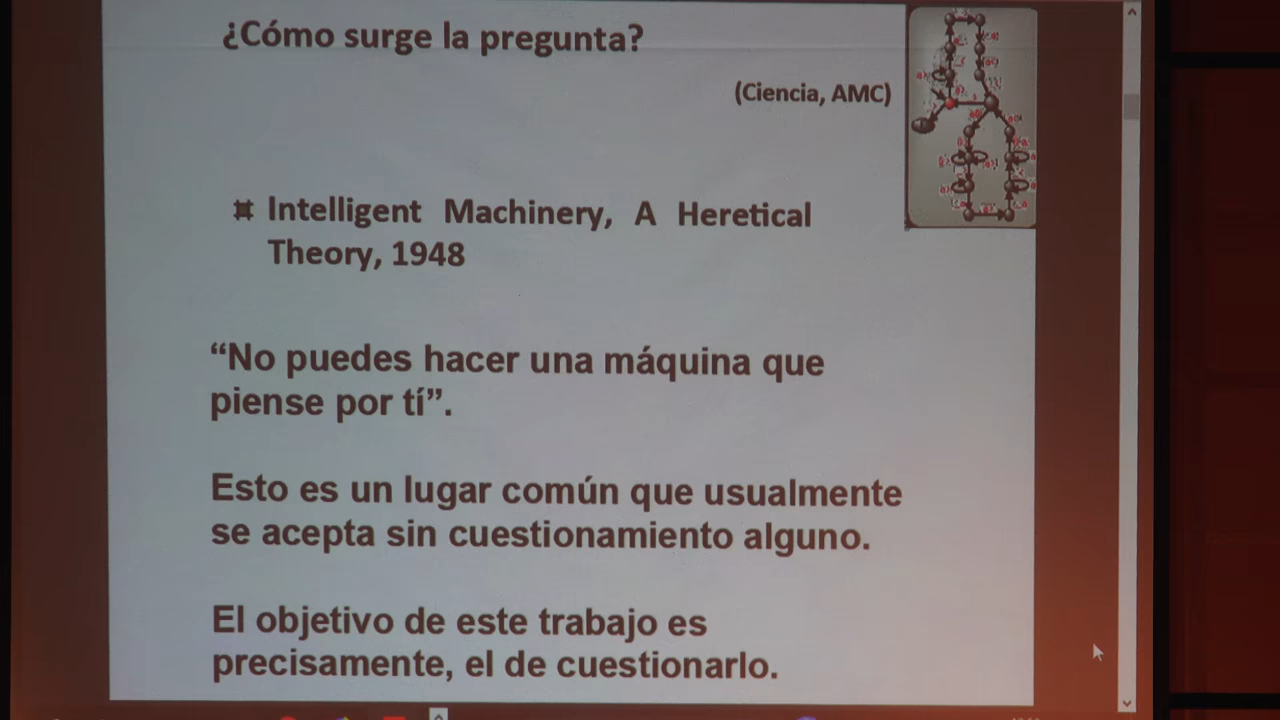 ¿Cómo surge la pregunta?
(Ciencia, AMC)
Intelligent Machinery, A Heretical
Theory, 1948
“No puedes hacer una máquina que
piense por tí”.
Esto es un lugar común que usualmente
se acepta sin cuestionamiento alguno.
El objetivo de este trabajo es
precisamente, el de cuestionarlo.